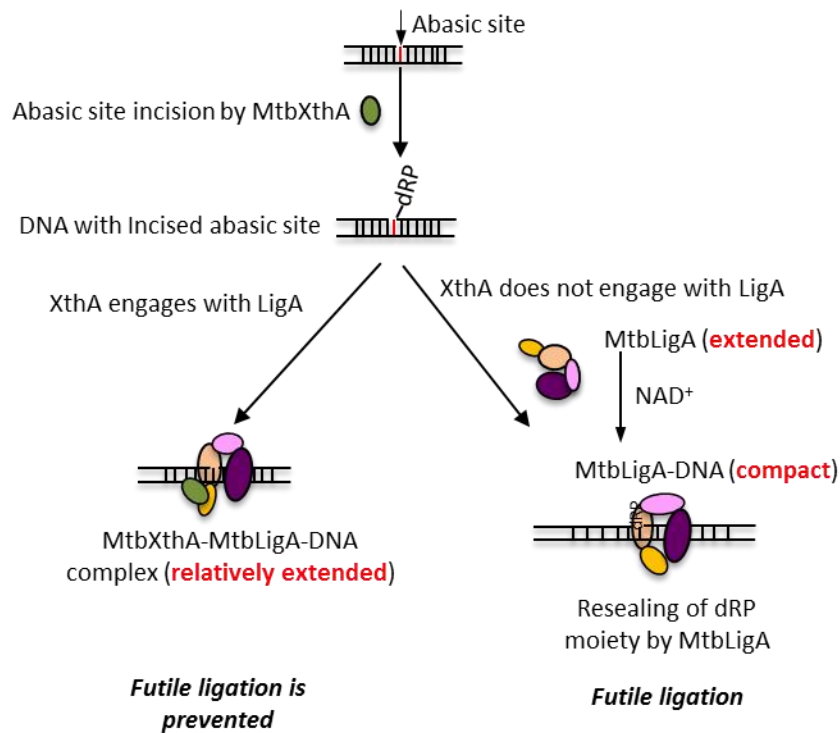 Abasic site
Abasic site incision by MtbXthA
dRP
DNA with Incised abasic site
XthA engages with LigA
XthA does not engage with LigA
MtbLigA (extended)
NAD⁺
MtbLigA-DNA (compact)
dRP
MtbXthA-MtbLigA-DNA
complex (relatively extended)
Resealing of dRP
moiety by MtbLigA
Futile ligation is
prevented
Futile ligation